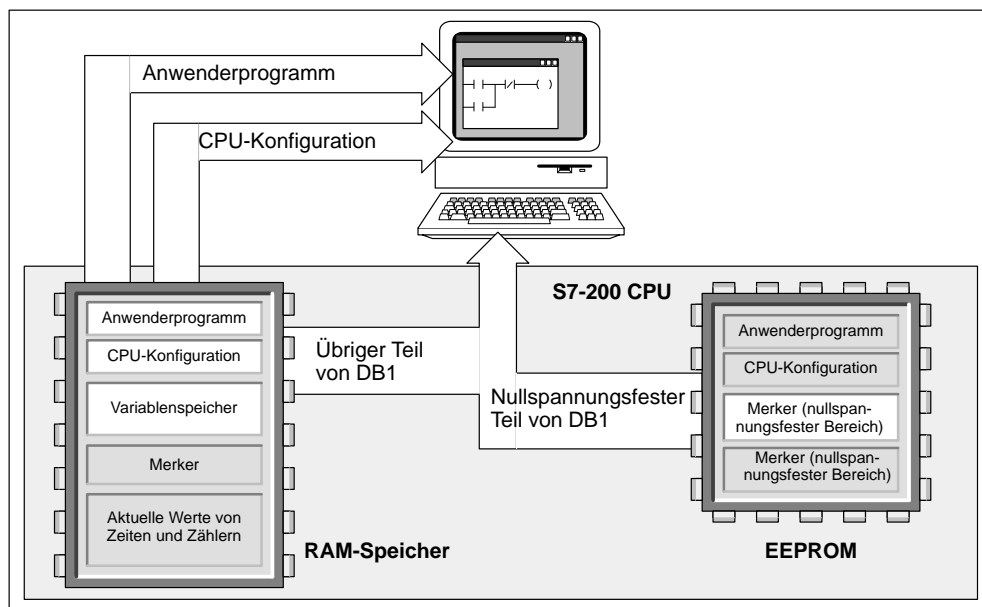 Anwenderprogramm
CPU-Konfiguration
S7-200 CPU
Anwenderprogramm
CPU-Konfiguration
Variablenspeicher
Merker
Aktuelle Werte von
Zeiten und Zählern
RAM-Speicher
Übriger Teil
von DB1
Nullspannungsfester
Teil von DB1
Anwenderprogramm
CPU-Konfiguration
Merker (nullspan-
nungsfester Bereich)
Merker (nullspan-
nungsfester Bereich)
EEPROM